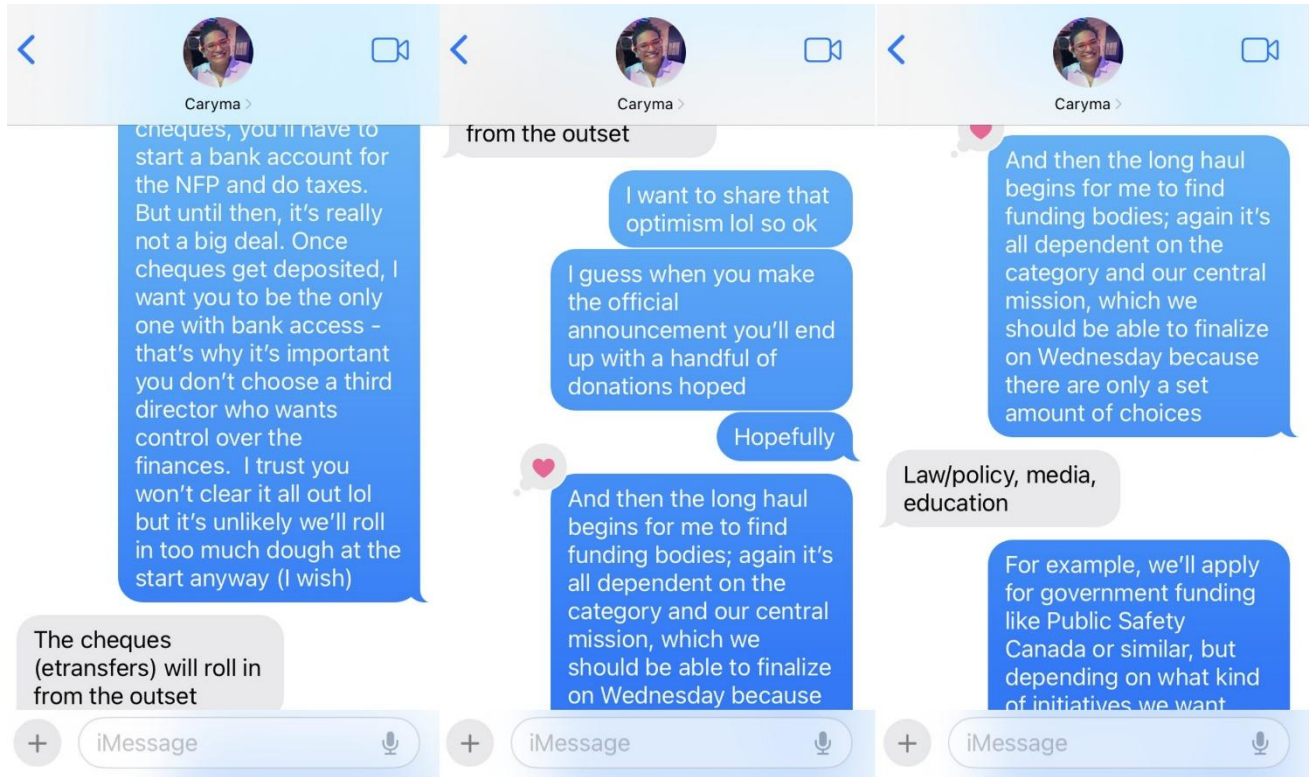 Caryma
cheques, you'll have to
start a bank account for
the NFP and do taxes.
But until then, it's really
not a big deal. Once
cheques get deposited, I
want you to be the only
one with bank access -
that's why it's important
you don't choose a third
director who wants
control over the
finances.  I trust you
won't clear it all out lol
but it's unlikely we'll roll
in too much dough at the
start anyway (I wish)
The cheques
(etransfers) will roll in
from the outset
iMessage
Caryma
from the outset
I want to share that
optimism lol so ok
I guess when you make
the official
announcement you'll end
up with a handful of
donations hoped
Hopefully
And then the long haul
begins for me to find
funding bodies; again it's
all dependent on the
category and our central
mission, which we
should be able to finalize
on Wednesday because
iMessage
Caryma
And then the long haul
begins for me to find
funding bodies; again it's
all dependent on the
category and our central
mission, which we
should be able to finalize
on Wednesday because
there are only a set
amount of choices
Law/policy, media,
education
For example, we'll apply
for government funding
like Public Safety
Canada or similar, but
depending on what kind
of initiatives we want
iMessage